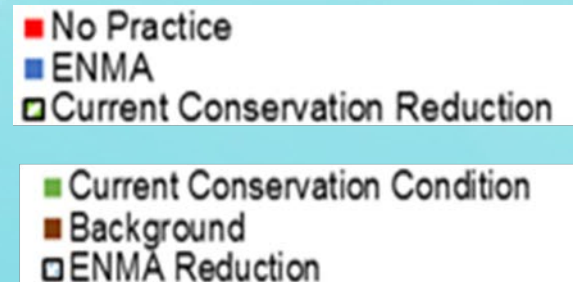 No Practice
ENMA
Current Conservation Reduction
Current Conservation Condition
Background
ENMA Reduction